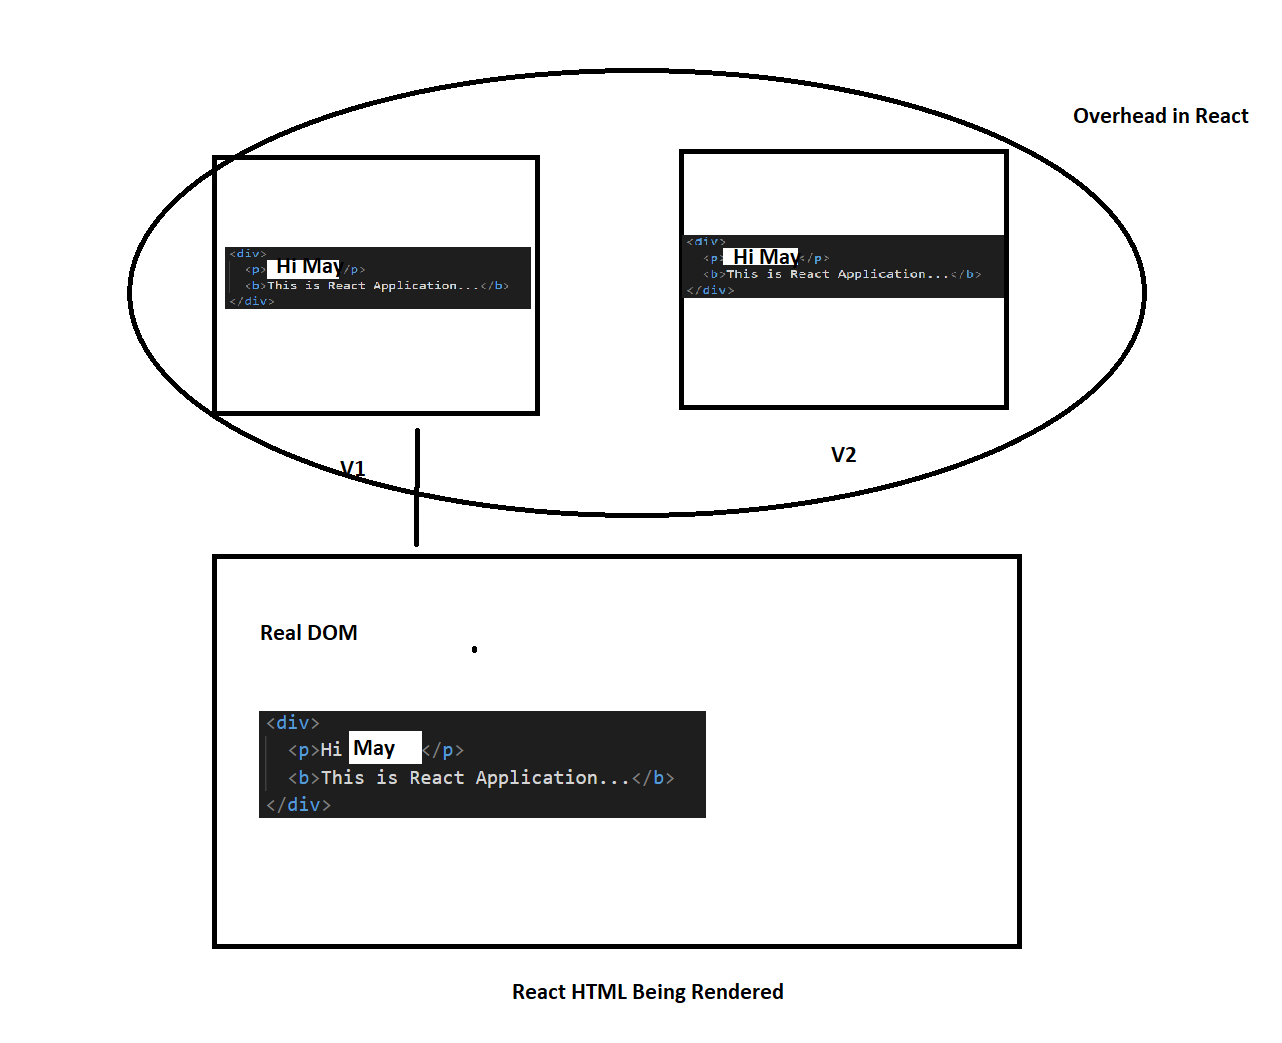 Overhead in React
<div>
<p> Hi May</p>
<b>This is React Application...</b>
</div>
<div>
<p> Hi May</p>
<b>This is React Application...</b>
</div>
V1
V2
Real DOM
<div>
<p>Hi May </p>
<b>This is React Application...</b>
</div>
React HTML Being Rendered